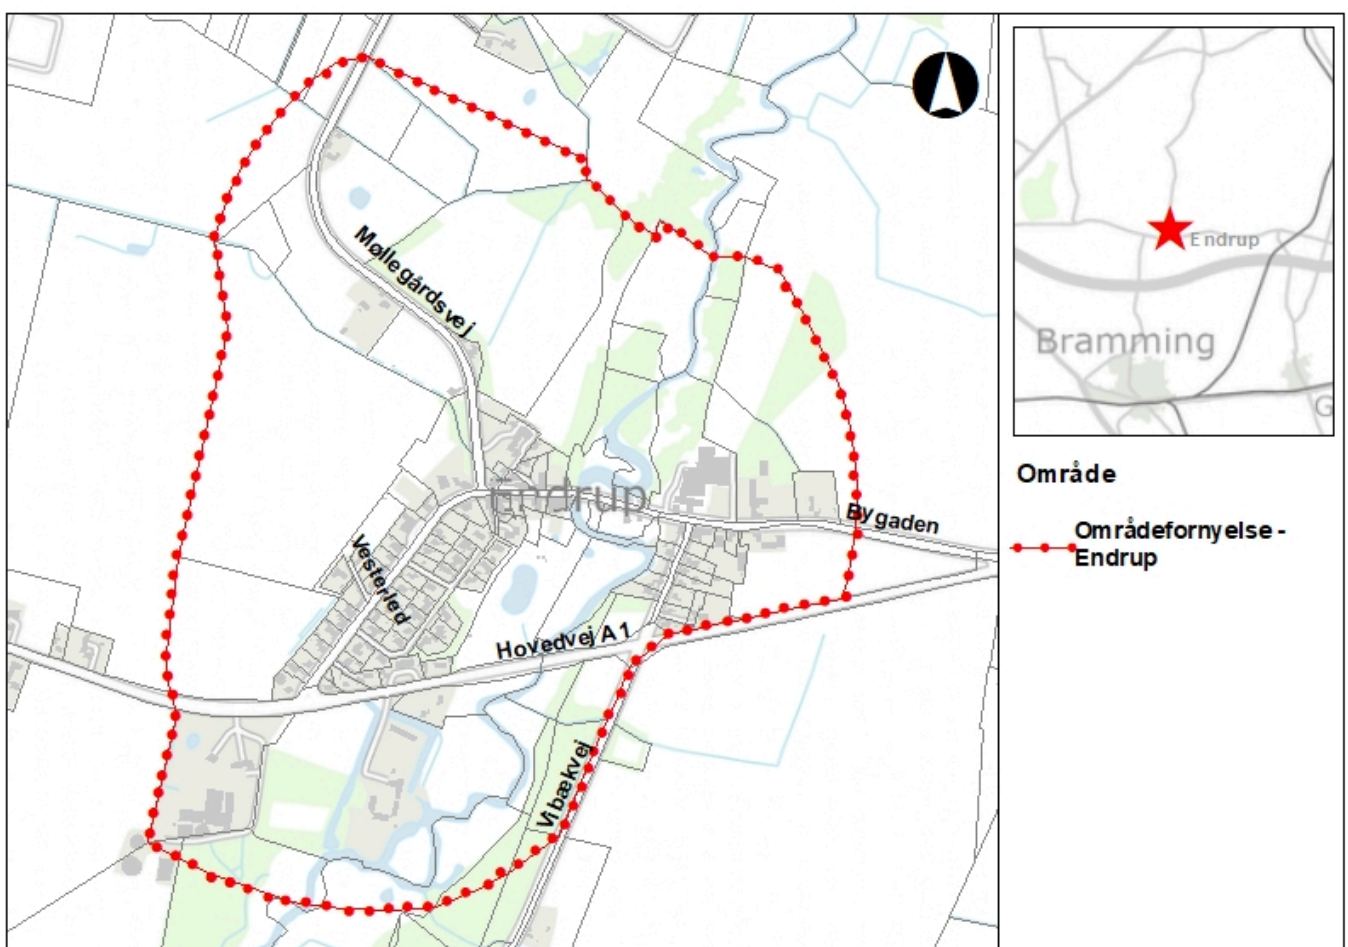 Møllegårdsvej
Endrup
Bygaden
Vesterled
Hovedvej A1
Vibækvej
Endrup
Bramming
G
Område
Områdefornyelse -
Endrup